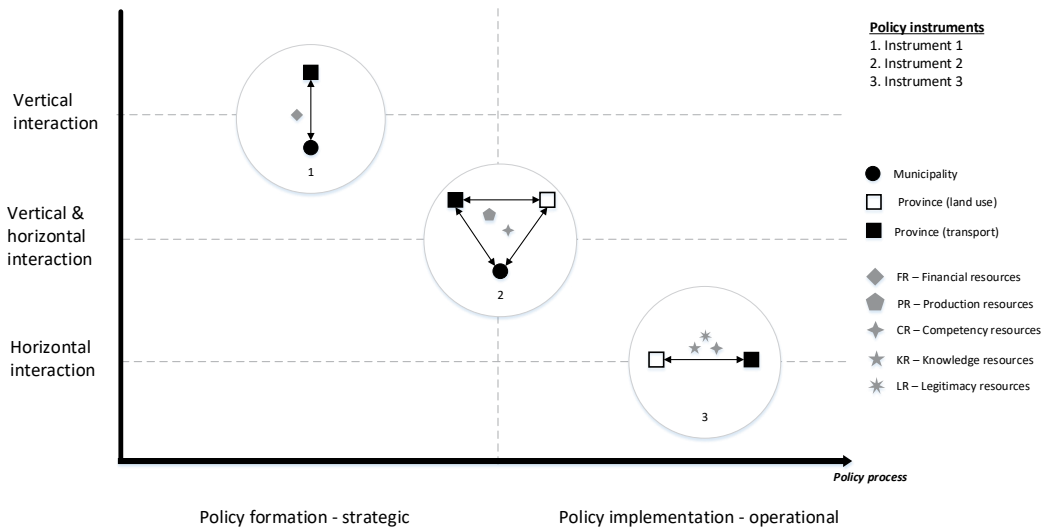 Policy instruments
1. Instrument 1
2. Instrument 2
3. Instrument 3
Vertical
interaction
1
Vertical &
horizontal
interaction
2
Horizontal
interaction
3
Municipality
Province (land use)
Province (transport)
FR – Financial resources
PR – Production resources
CR – Competency resources
KR – Knowledge resources
LR – Legitimacy resources
Policy process
Policy formation - strategic
Policy implementation - operational